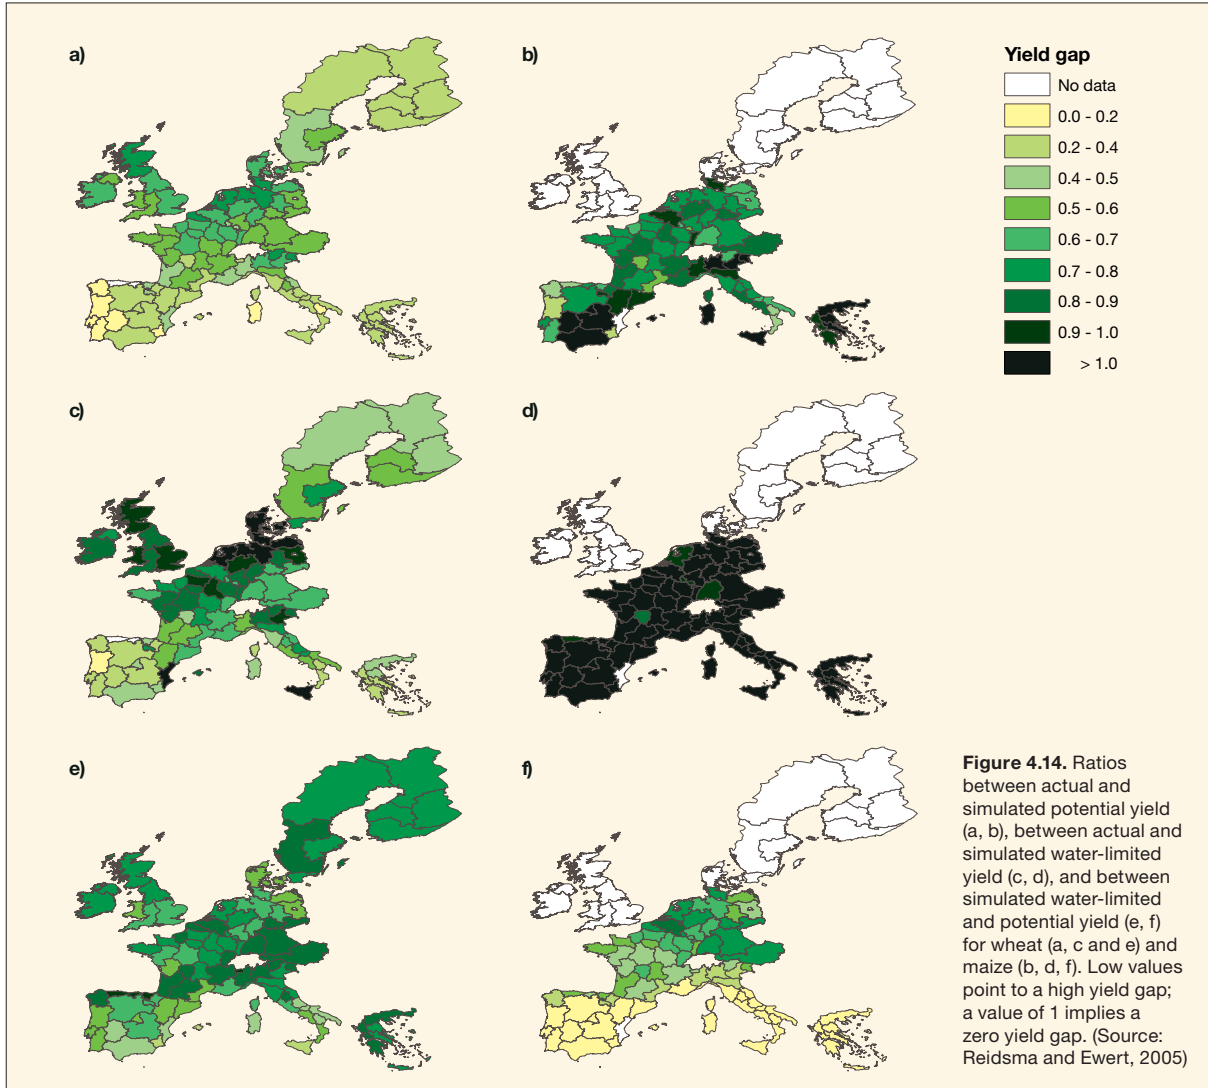 a)
b)
Yield gap
No data
0.0 - 0.2
0.2 - 0.4
0.4 - 0.5
0.5 - 0.6
0.6 - 0.7
0.7 - 0.8
0.8 - 0.9
0.9 - 1.0
> 1.0
c)
d)
e)
f)
Figure 4.14. Ratios
between actual and
simulated potential yield
(a, b), between actual and
simulated water-limited
yield (c, d), and between
simulated water-limited
and potential yield (e, f)
for wheat (a, c and e) and
maize (b, d, f). Low values
point to a high yield gap;
a value of 1 implies a
zero yield gap. (Source:
Reidsma and Ewert, 2005)